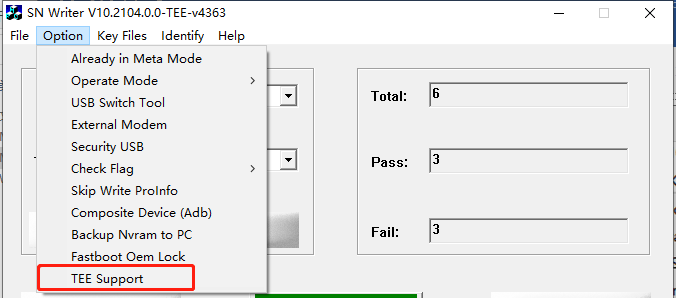 SN Writer V10.2104.0.0-TEE-v4363
File Option Key Files Identify Help
Already in Meta Mode
Operate Mode
USB Switch Tool
External Modem
Security USB
Check Flag
Skip Write ProInfo
Composite Device (Adb)
Backup Nvram to PC
Fastboot Oem Lock
TEE Support
Total: 6
Pass: 3
Fail: 3